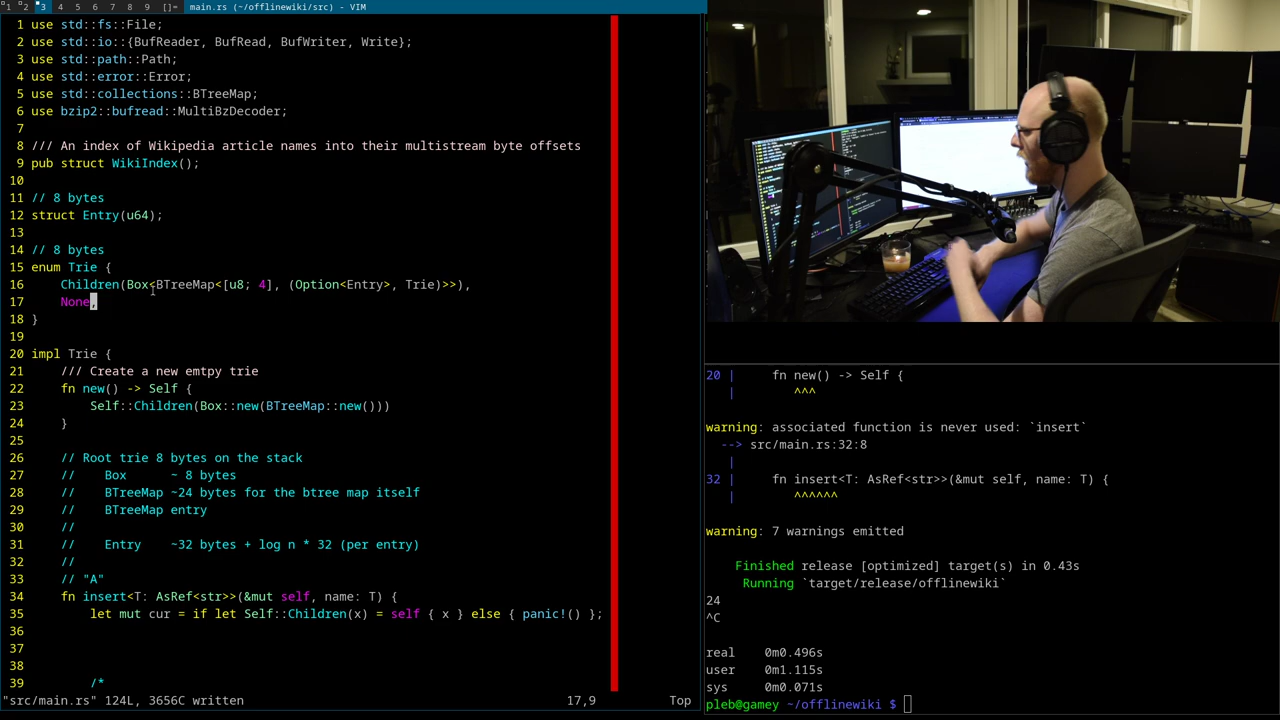 1 2 3 4 5 6 7 8 9 []= main.rs (~/offlinewiki/src) - VIM
1 use std::fs::File;
2 use std::io::{BufReader, BufRead, BufWriter, Write};
3 use std::path::Path;
4 use std::error::Error;
5 use std::collections::BTreeMap;
6 use bzip2::bufread::MultiBzDecoder;
7
8 /// An index of Wikipedia article names into their multistream byte offsets
9 pub struct WikiIndex();
10
11 // 8 bytes
12 struct Entry(u64);
13
14 // 8 bytes
15 enum Trie {
16     Children(Box<BTreeMap<[u8; 4], (Option<Entry>, Trie)>>),
17     None,
18 }
19
20 impl Trie {
21     /// Create a new emtpy trie
22     fn new() -> Self {
23         Self::Children(Box::new(BTreeMap::new()))
24     }
25
26     // Root trie 8 bytes on the stack
27     //    Box      ~ 8 bytes
28     //    BTreeMap ~24 bytes for the btree map itself
29     //    BTreeMap entry
30     //
31     //    Entry    ~32 bytes + log n * 32 (per entry)
32     //
33     // "A"
34     fn insert<T: AsRef<str>>(&mut self, name: T) {
35         let mut cur = if let Self::Children(x) = self { x } else { panic!() };
36
37
38
39         /*
"src/main.rs" 124L, 3656C written 17,9 Top
20 |     fn new() -> Self {
   |        ^^^
warning: associated function is never used: `insert`
  --> src/main.rs:32:8
   |
32 |     fn insert<T: AsRef<str>>(&mut self, name: T) {
   |        ^^^^^^
warning: 7 warnings emitted
    Finished release [optimized] target(s) in 0.43s
     Running `target/release/offlinewiki`
24
^C
real    0m0.496s
user    0m1.115s
sys     0m0.071s
pleb@gamey ~/offlinewiki $